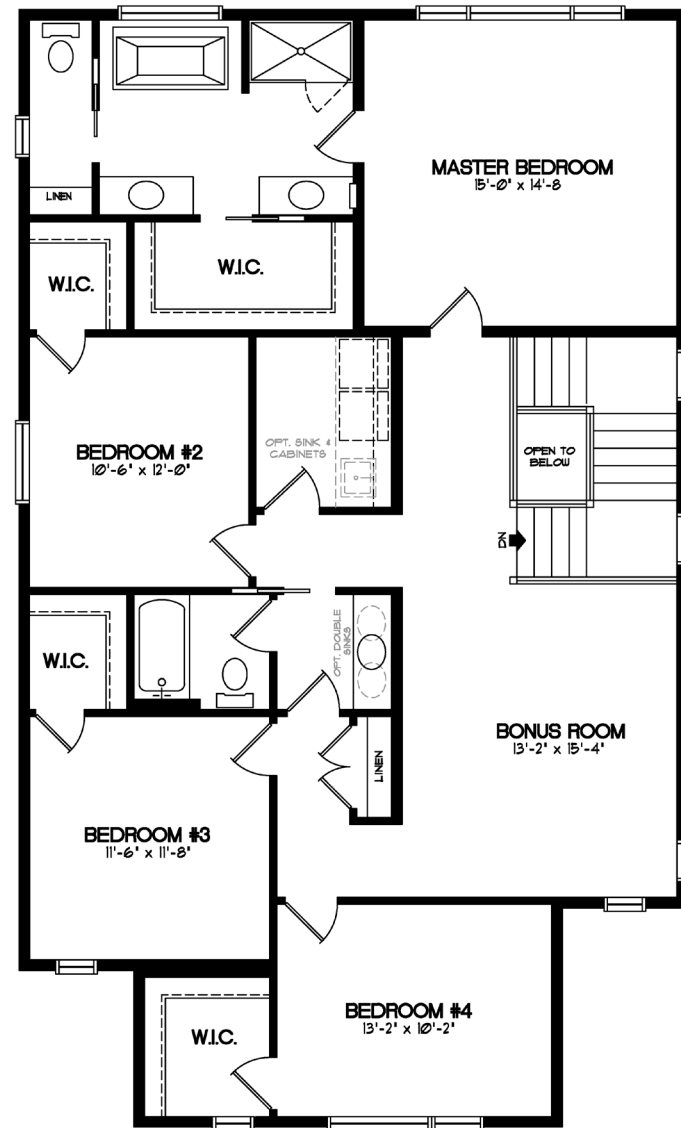 MASTER BEDROOM
15'-0" x 14'-8
LINEN
W.I.C.
W.I.C.
OPT. SINK &
CABINETS
BEDROOM #2
10'-6" x 12'-0"
OPEN TO
BELOW
DN
W.I.C.
OPT. DOUBLE
SINKS
BONUS ROOM
13'-2" x 15'-4"
LINEN
BEDROOM #3
11'-6" x 11'-8"
BEDROOM #4
13'-2" x 10'-2"
W.I.C.